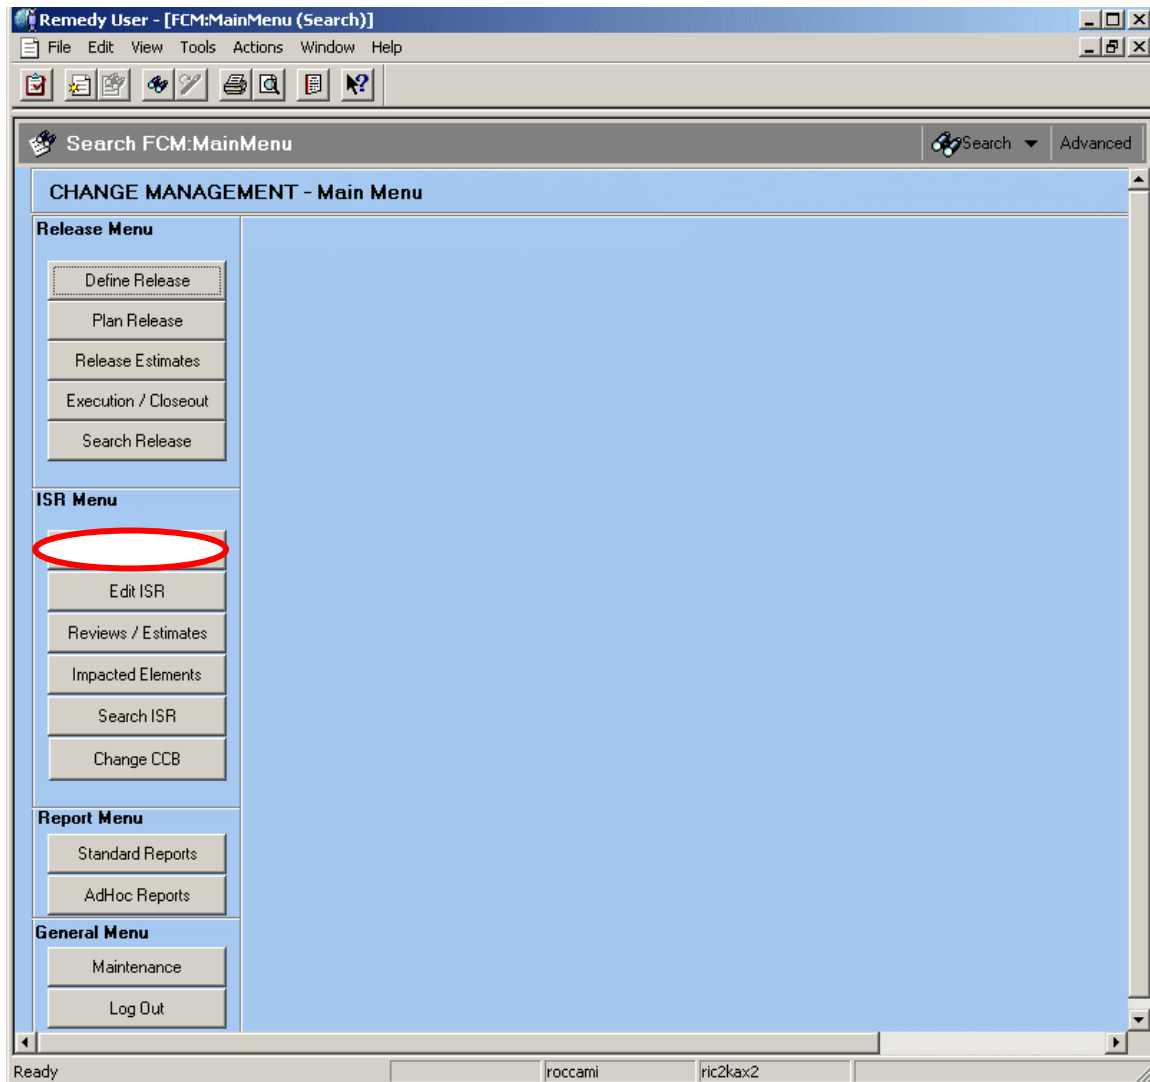 Remedy User - [FCM:MainMenu (Search)]
File Edit View Tools Actions Window Help
Search FCM:MainMenu Search Advanced
CHANGE MANAGEMENT - Main Menu
Release Menu
Define Release
Plan Release
Release Estimates
Execution / Closeout
Search Release
ISR Menu
Edit ISR
Reviews / Estimates
Impacted Elements
Search ISR
Change CCB
Report Menu
Standard Reports
AdHoc Reports
General Menu
Maintenance
Log Out
Ready roccami ric2kax2